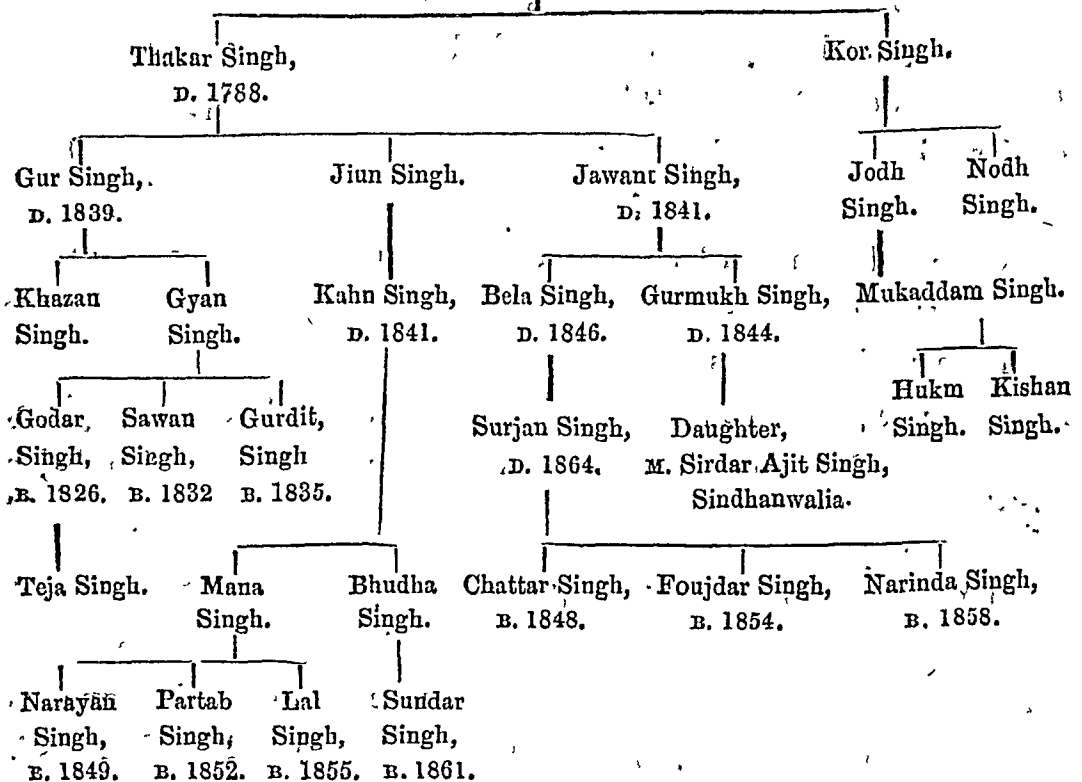 Thakar Singh, Kor Singh.
D. 1788.
Gur Singh, Jiun Singh. Jawant Singh, Jodh Nodh
D. 1839. D. 1841. Singh. Singh.
Khazan Gyan Kahn Singh, Bela Singh, Gurmukh Singh, Mukaddam Singh.
Singh. Singh. D. 1841. D. 1846. D. 1844.
Godar, Sawan Gurdit, Hukm Kishan
Singh, Singh, Singh Surjan Singh, Daughter, Singh. Singh.
B. 1826. B. 1832 B. 1835. D. 1864. M. Sirdar Ajit Singh,
Sindhanwalia.
Teja Singh. Mana Bhudha Chattar Singh, Foujdar Singh, Narinda Singh,
Singh. Singh. B. 1848. B. 1854. B. 1858.
Narayan Partab Lal Sundar
Singh, Singh, Singh, Singh,
B. 1849. B. 1852. B. 1855. B. 1861.